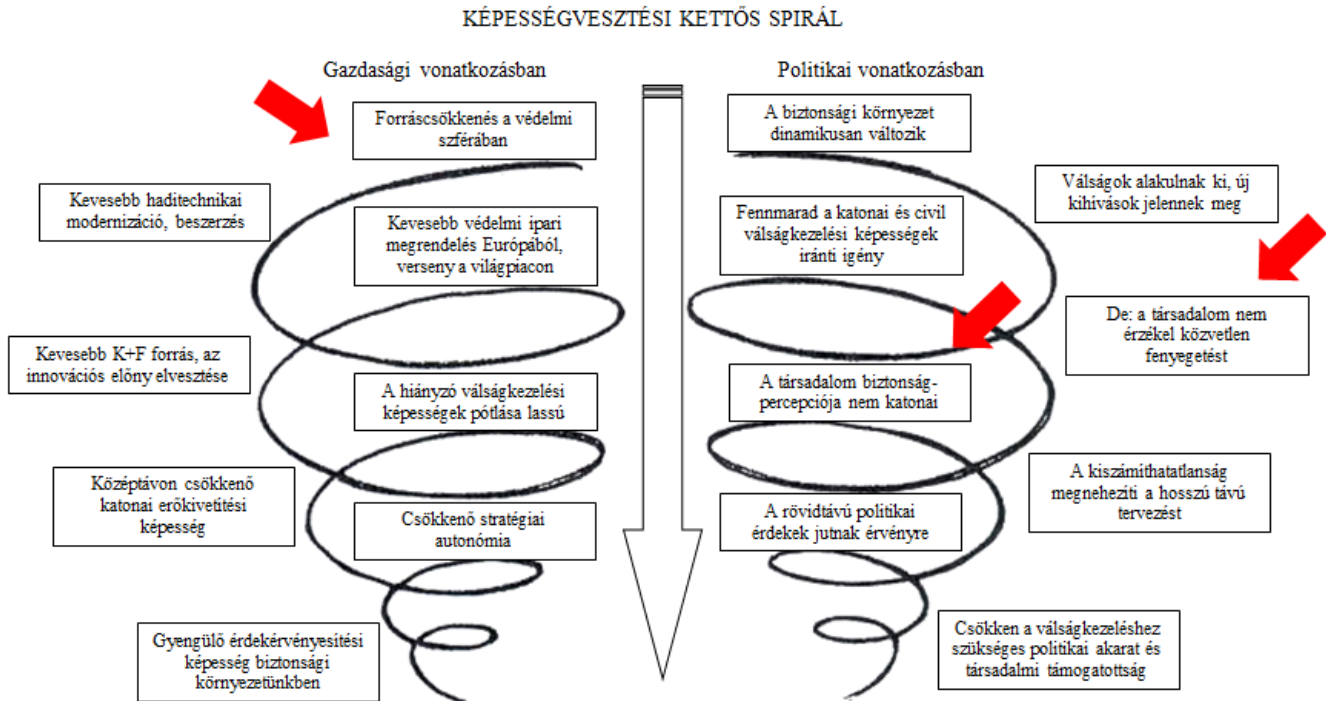 KÉPESSÉGVESZTÉSI KETTŐS SPIRÁL
Gazdasági vonatkozásban
Politikai vonatkozásban
Forráscsökkenés a védelmi
szférában
A biztonsági környezet
dinamikusan változik
Kevesebb haditechnikai
modernizáció, beszerzés
Válságok alakulnak ki, új
kihívások jelennek meg
Kevesebb védelmi ipari
megrendelés Európából,
verseny a világpiacon
Fennmarad a katonai és civil
válságkezelési képességek
iránti igény
De: a társadalom nem
érzékel közvetlen
fenyegetést
Kevesebb K+F forrás, az
innovációs előny elvesztése
A hiányzó válságkezelési
képességek pótlása lassú
A társadalom biztonság-
percepciója nem katonai
Középtávon csökkenő
katonai erőkivetítési
képesség
A kiszámíthatatlanság
megnehezíti a hosszú távú
tervezést
Csökkenő stratégiai
autonómia
A rövidtávú politikai
érdekek jutnak érvényre
Gyengülő érdekérvényesítési
képesség biztonsági
környezetünkben
Csökken a válságkezeléshez
szükséges politikai akarat és
társadalmi támogatottság